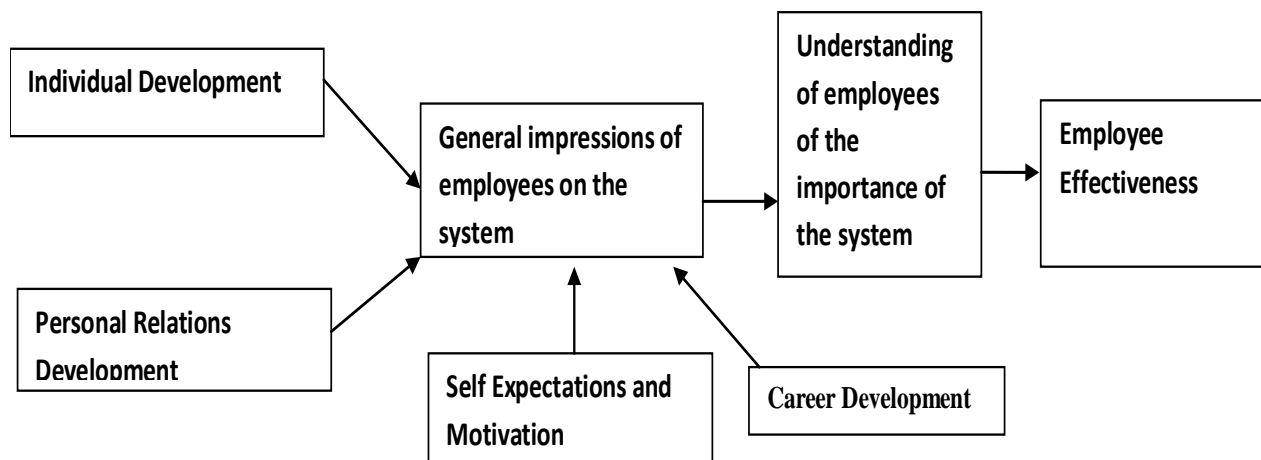 Individual Development
General impressions of
employees on the
system
Understanding
of employees
of the
importance of
the system
Employee
Effectiveness
Personal Relations
Development
Self Expectations and
Motivation
Career Development